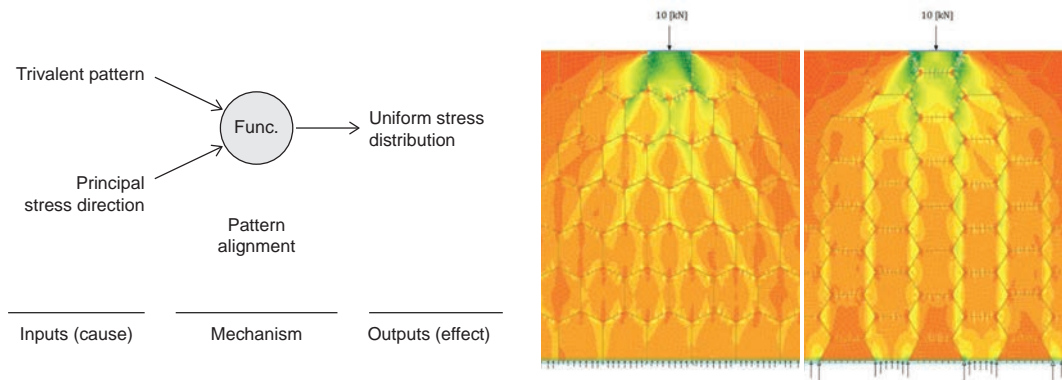 Trivalent pattern
Func.
Uniform stress
distribution
Principal
stress direction
Pattern
alignment
Inputs (cause)
Mechanism
Outputs (effect)
10 [kN]
10 [kN]